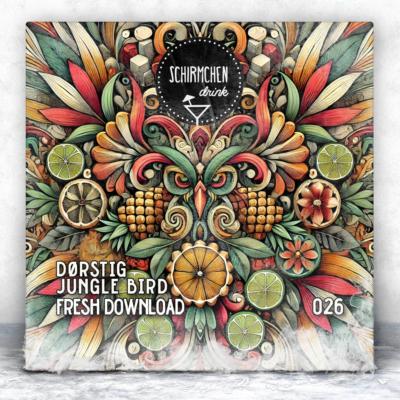 SCHIRMCHEN
drink
DØRSTIG
JUNGLE BIRD
FRESH DOWNLOAD
026